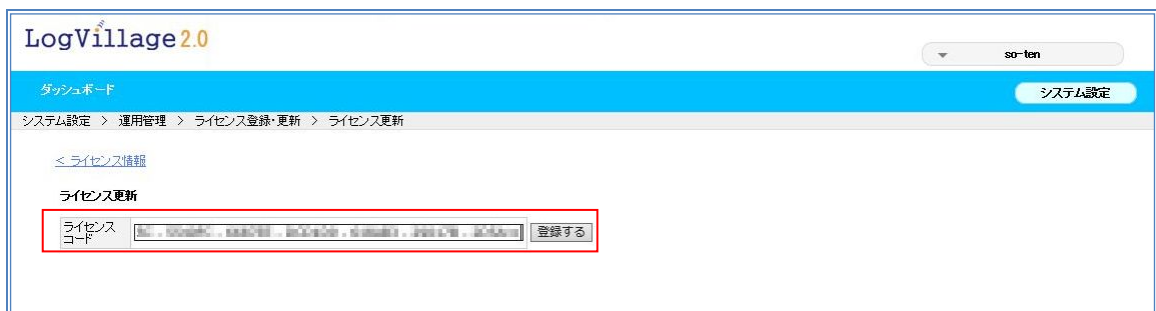 LogVillage 2.0
so-ten
ダッシュボード
システム設定
システム設定 > 運用管理 > ライセンス登録・更新 > ライセンス更新
< ライセンス情報
ライセンス更新
ライセンス
コード
登録する